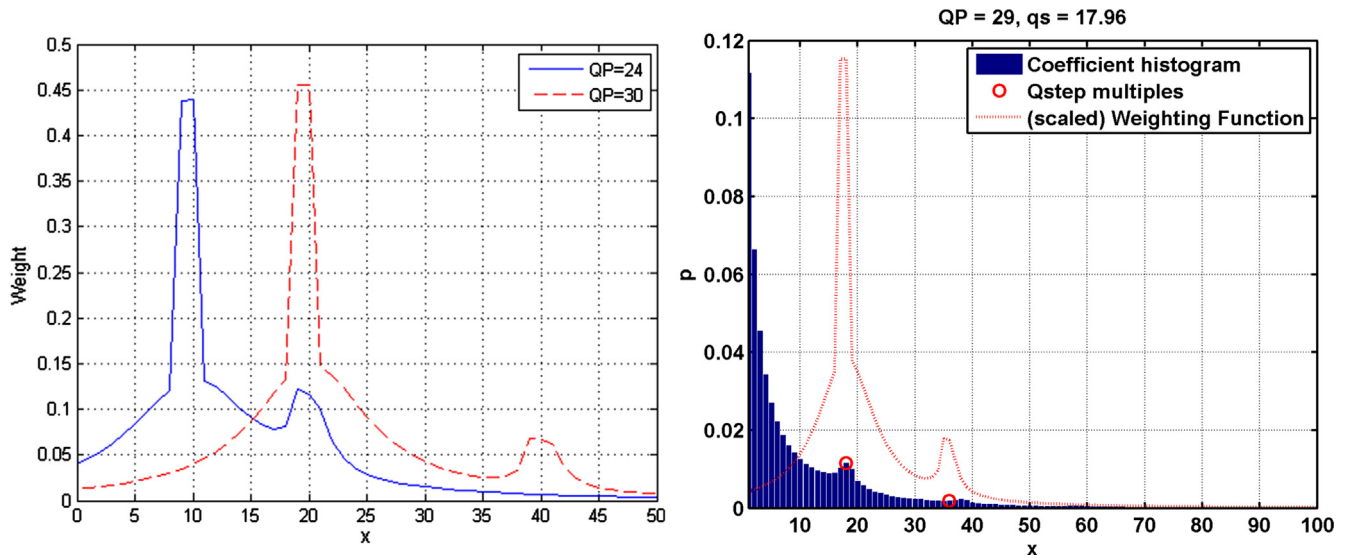 0.5
0.45
0.4
0.35
0.3
0.25
0.2
0.15
0.1
0.05
0
Weight
0 5 10 15 20 25 30 35 40 45 50
x
QP=24
QP=30
QP = 29, qs = 17.96
0.12
0.1
0.08
0.06
0.04
0.02
0
p
10 20 30 40 50 60 70 80 90 100
x
Coefficient histogram
Qstep multiples
(scaled) Weighting Function